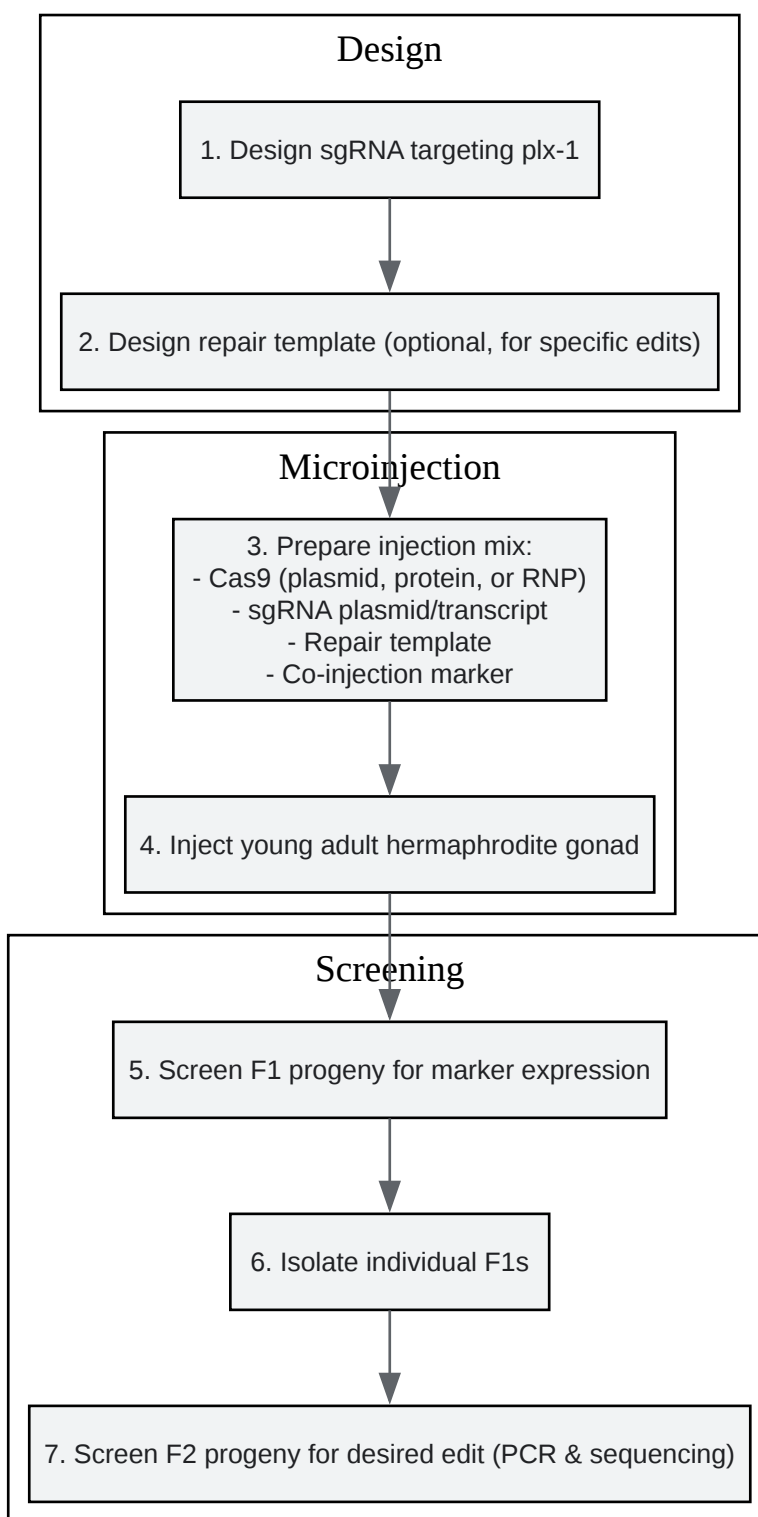 Design
1. Design sgRNA targeting plx-1
2. Design repair template (optional, for specific edits)
Microinjection
3. Prepare injection mix:
- Cas9 (plasmid, protein, or RNP)
- sgRNA plasmid/transcript
- Repair template
- Co-injection marker
4. Inject young adult hermaphrodite gonad
Screening
5. Screen F1 progeny for marker expression
6. Isolate individual F1s
7. Screen F2 progeny for desired edit (PCR & sequencing)